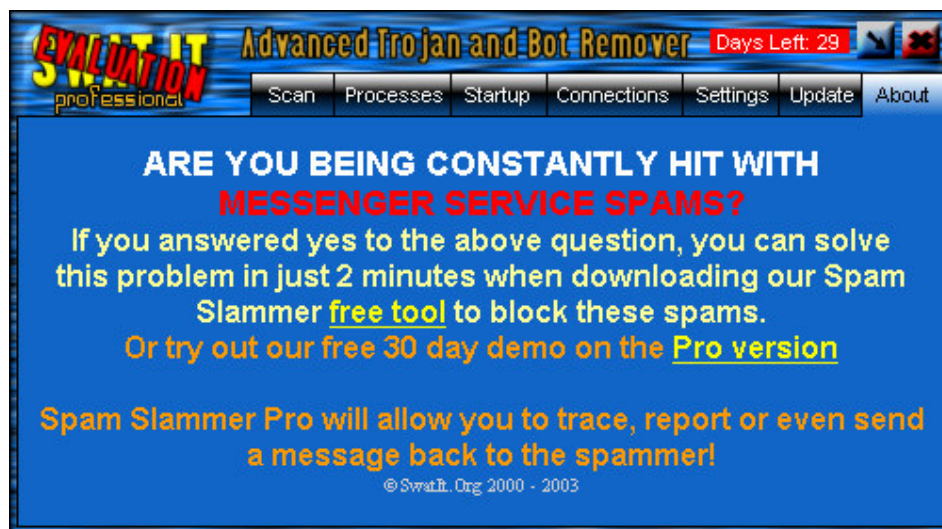 SWAT IT
EVALUATION
professional
Advanced Trojan and Bot Remover
Days Left: 29
Scan Processes Startup Connections Settings Update About
ARE YOU BEING CONSTANTLY HIT WITH
MESSENGER SERVICE SPAMS?
If you answered yes to the above question, you can solve
this problem in just 2 minutes when downloading our Spam
Slammer free tool to block these spams.
Or try out our free 30 day demo on the Pro version
Spam Slammer Pro will allow you to trace, report or even send
a message back to the spammer!
© SwatIt.Org 2000 - 2003